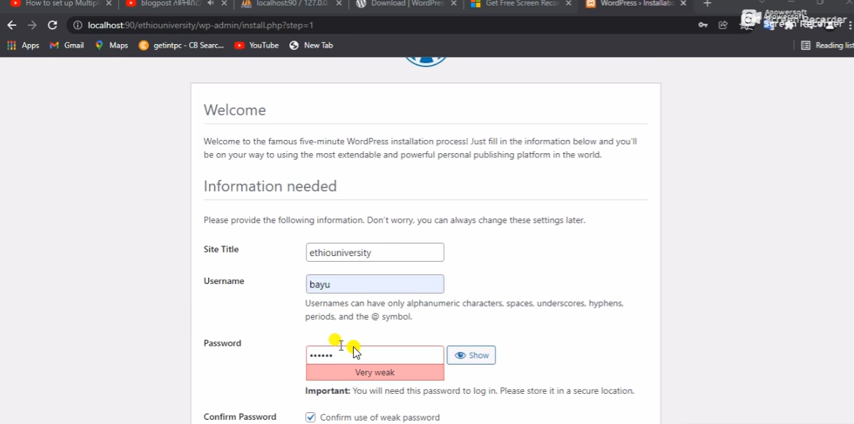 How to set up Multip
blogpost
localhost:90 / 127.0.0.
Download | WordPress
Get Free Screen Recor
WordPress › Installatio
localhost:90/ethiouniversity/wp-admin/install.php?step=1
Apowersoft
Screen Recorder
Apps
Gmail
Maps
getintpc - CB Searc...
YouTube
New Tab
Reading list
Welcome
Welcome to the famous five-minute WordPress installation process! Just fill in the information below and you'll
be on your way to using the most extendable and powerful personal publishing platform in the world.
Information needed
Please provide the following information. Don't worry, you can always change these settings later.
Site Title
ethiouniversity
Username
bayu
Usernames can have only alphanumeric characters, spaces, underscores, hyphens,
periods, and the @ symbol.
Password
••••••
Show
Very weak
Important: You will need this password to log in. Please store it in a secure location.
Confirm Password
Confirm use of weak password